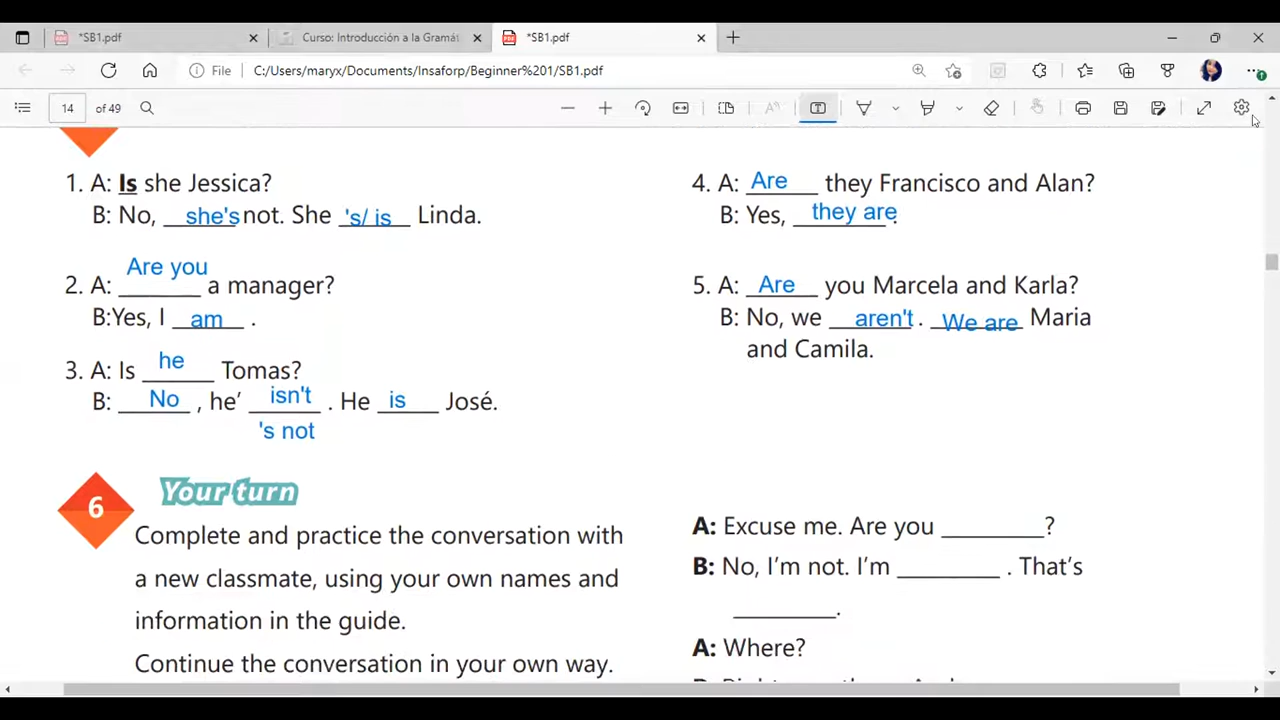 *SB1.pdf
Curso: Introducción a la Gramát
*SB1.pdf
File C:/Users/maryx/Documents/Insaforp/Beginner%201/SB1.pdf
14 of 49
1. A: Is she Jessica?
B: No, she's not. She 's/ is Linda.
2. A: Are you a manager?
B:Yes, I am .
3. A: Is he Tomas?
B: No , he' isn't . He is José.
's not
4. A: Are they Francisco and Alan?
B: Yes, they are.
5. A: Are you Marcela and Karla?
B: No, we aren't . We are Maria
and Camila.
6 Your turn
Complete and practice the conversation with
a new classmate, using your own names and
information in the guide.
Continue the conversation in your own way.
A: Excuse me. Are you _________?
B: No, I'm not. I'm _________ . That's
_________.
A: Where?